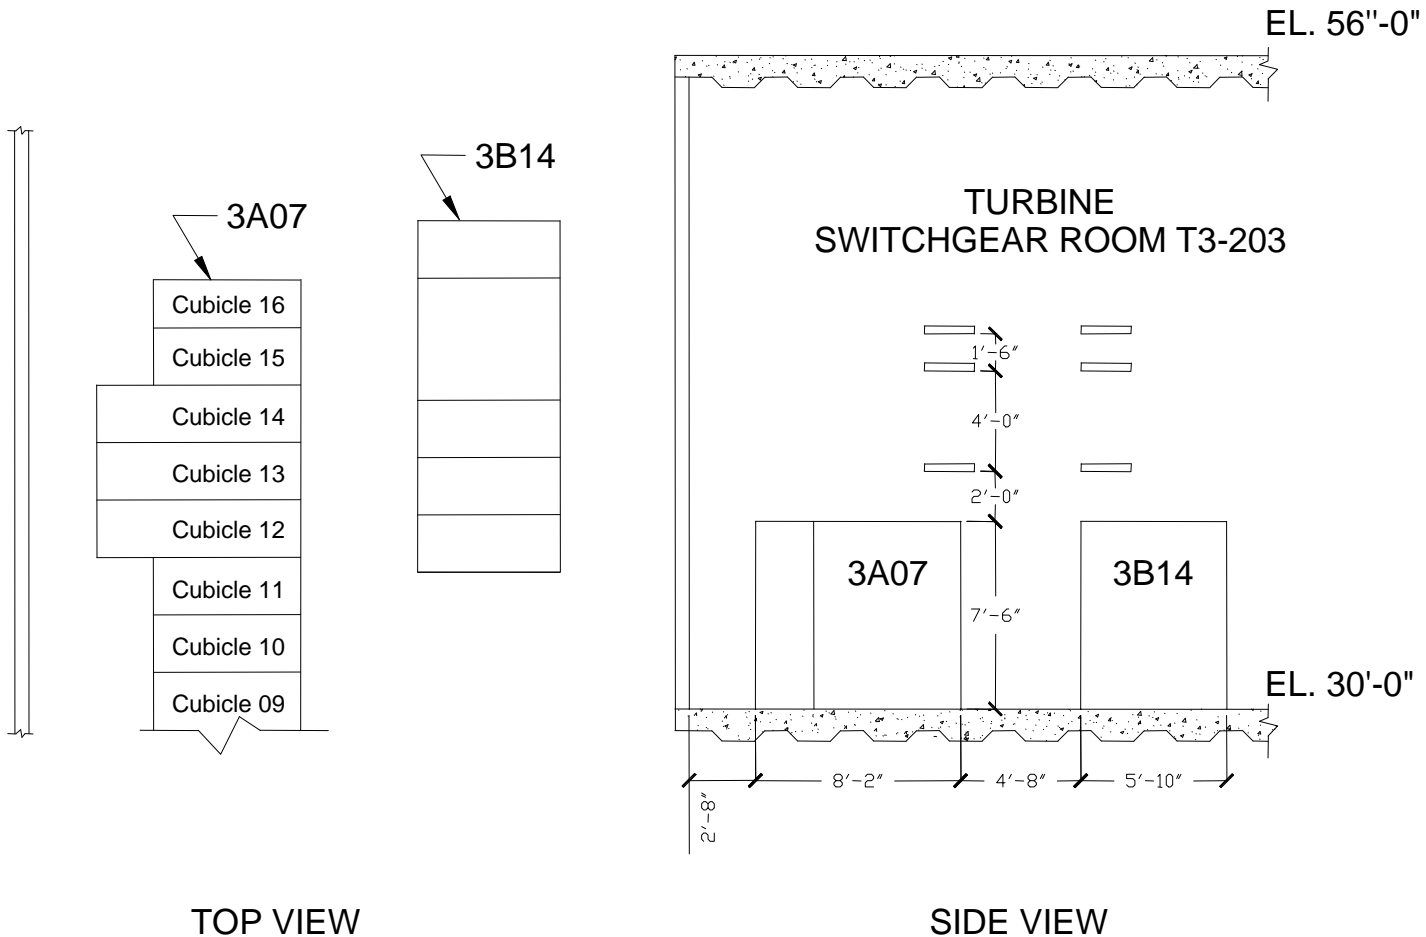 EL. 56"-0"
3B14
3A07
TURBINE
SWITCHGEAR ROOM T3-203
Cubicle 16
Cubicle 15
Cubicle 14
Cubicle 13
Cubicle 12
Cubicle 11
Cubicle 10
Cubicle 09
1'-6"
4'-0"
2'-0"
3A07
3B14
7'-6"
EL. 30'-0"
8'-2"
4'-8"
5'-10"
2'-8"
TOP VIEW
SIDE VIEW